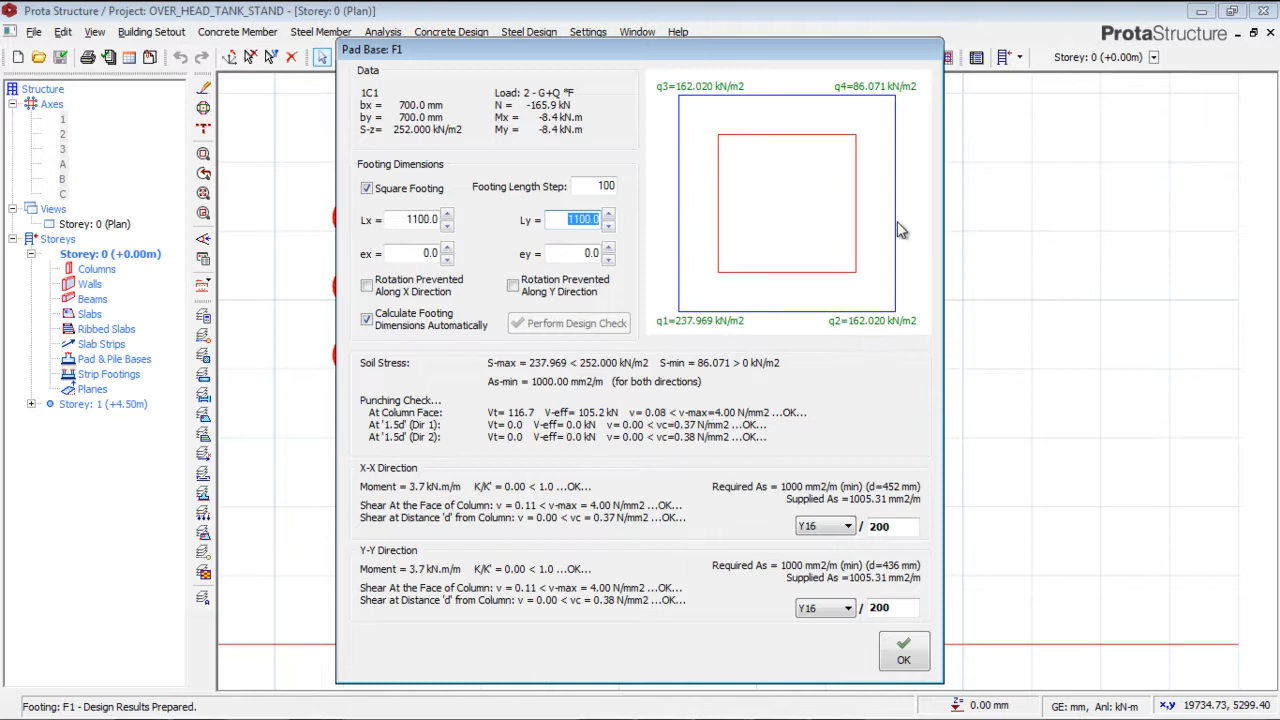 Prota Structure - Project: OVER_HEAD_TANK_STAND - [Storey: 0 (Plan)]
File Edit View Building Setout Concrete Member Steel Member Analysis Concrete Design Steel Design Settings Window Help
ProtaStructure
Storey: 0 (+0.00m)
Structure
Axes
1
2
3
A
B
C
Views
Storey: 0 (Plan)
Storeys
Storey: 0 (+0.00m)
Columns
Walls
Beams
Slabs
Ribbed Slabs
Slab Strips
Pad & Pile Bases
Strip Footings
Planes
Storey: 1 (+4.50m)
Pad Base: F1
Data
1C1 Load: 2 - G+Q *F
bx = 700.0 mm N = -165.9 kN
by = 700.0 mm Mx = -8.4 kN.m
S-z= 252.000 kN/m2 My = -8.4 kN.m
Footing Dimensions
Square Footing Footing Length Step: 100
Lx = 1100.0 Ly = 1100.0
ex = 0.0 ey = 0.0
Rotation Prevented Along X Direction
Rotation Prevented Along Y Direction
Calculate Footing Dimensions Automatically
Perform Design Check
q3=162.020 kN/m2 q4=86.071 kN/m2
q1=237.969 kN/m2 q2=162.020 kN/m2
Soil Stress: S-max = 237.969 < 252.000 kN/m2 S-min = 86.071 > 0 kN/m2
As-min = 1000.00 mm2/m (for both directions)
Punching Check...
At Column Face: Vt= 116.7 V-eff= 105.2 kN v= 0.08 < v-max=4.00 N/mm2 ...OK...
At '1.5d' (Dir 1): Vt= 0.0 V-eff= 0.0 kN v= 0.00 < vc=0.37 N/mm2 ...OK...
At '1.5d' (Dir 2): Vt= 0.0 V-eff= 0.0 kN v= 0.00 < vc=0.38 N/mm2 ...OK...
X-X Direction
Moment = 3.7 kN.m/m K/K' = 0.00 < 1.0 ...OK...
Required As = 1000 mm2/m (min) (d=452 mm)
Supplied As =1005.31 mm2/m
Shear At the Face of Column: v = 0.11 < v-max = 4.00 N/mm2 ...OK...
Shear at Distance 'd' from Column: v = 0.00 < vc = 0.37 N/mm2 ...OK...
Y16 / 200
Y-Y Direction
Moment = 3.7 kN.m/m K/K' = 0.00 < 1.0 ...OK...
Required As = 1000 mm2/m (min) (d=436 mm)
Supplied As =1005.31 mm2/m
Shear At the Face of Column: v = 0.11 < v-max = 4.00 N/mm2 ...OK...
Shear at Distance 'd' from Column: v = 0.00 < vc = 0.38 N/mm2 ...OK...
Y16 / 200
OK
Footing: F1 - Design Results Prepared. Z= 0.00 mm GE: mm, Anl: kN-m x,y 19734.73, 5299.40